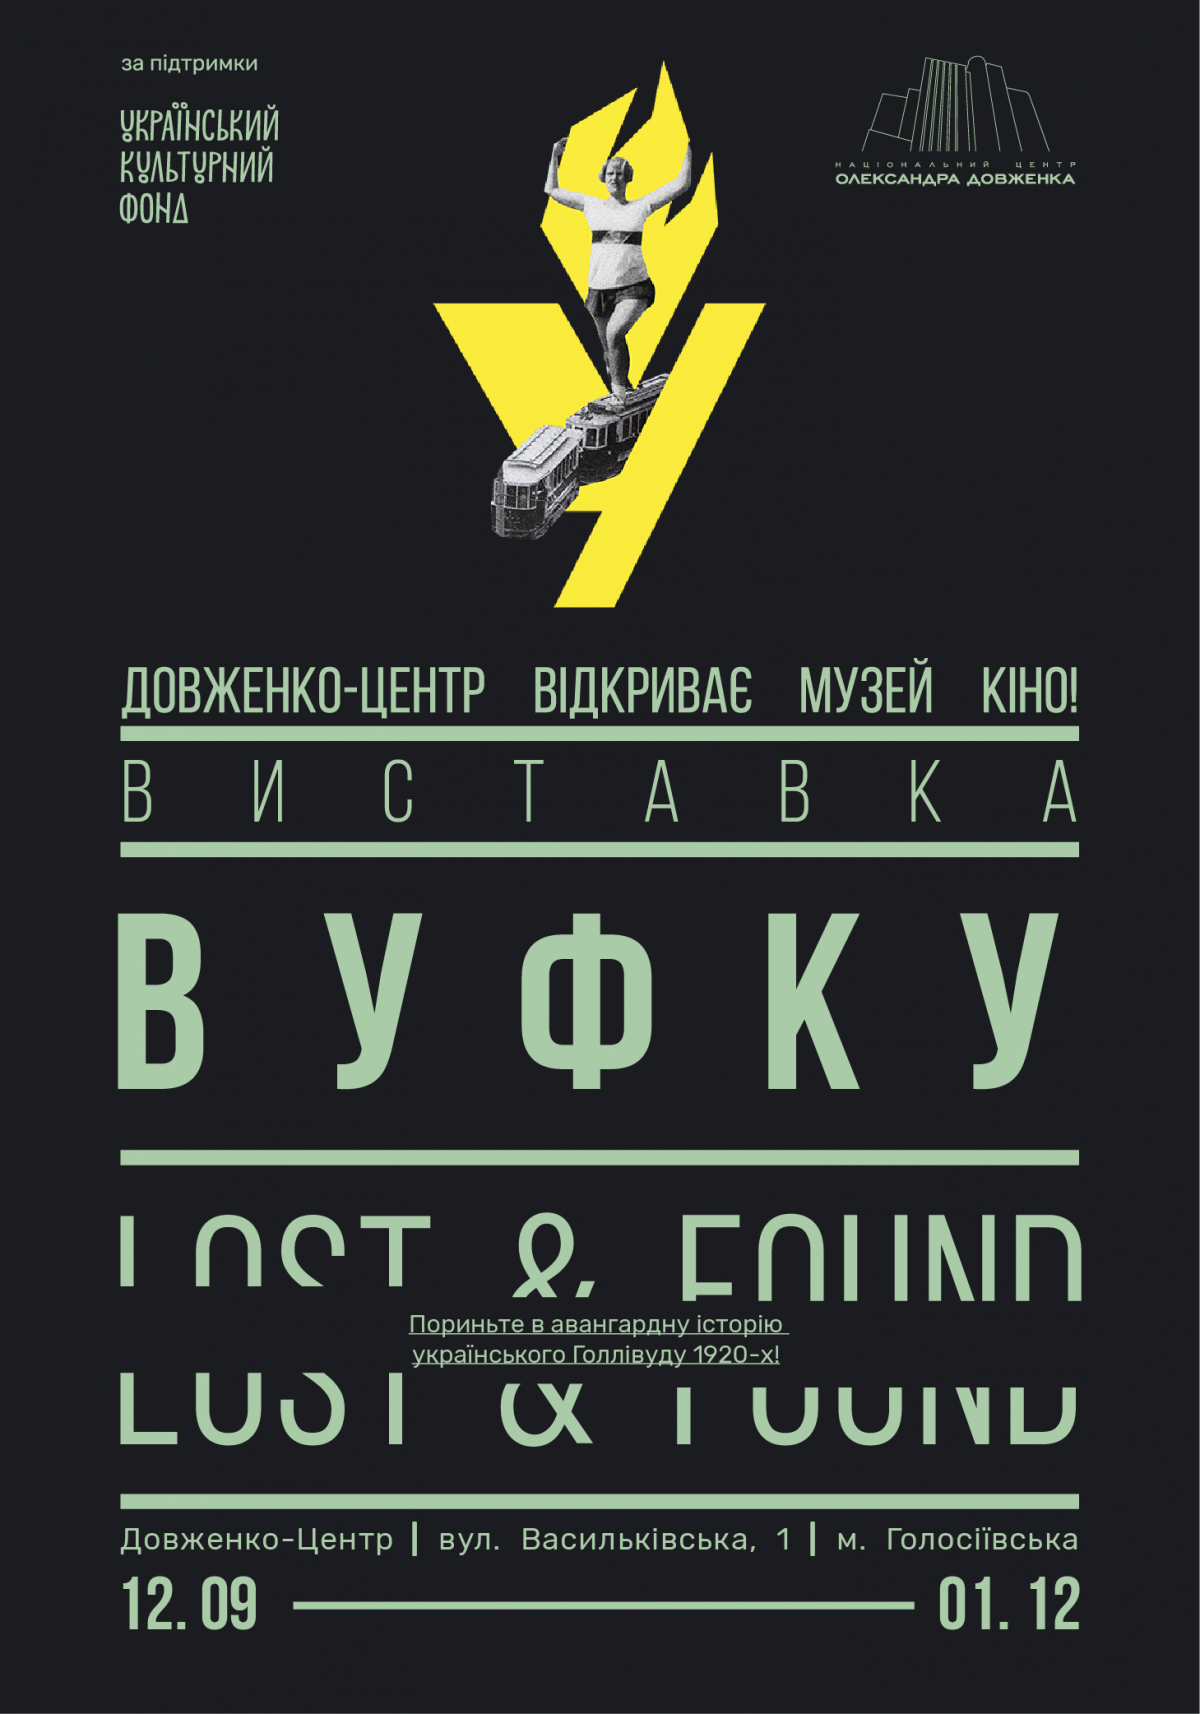 за підтримки
УКРАЇНСЬКИЙ
КУЛЬТУРНИЙ
ФОНД
НАЦІОНАЛЬНИЙ ЦЕНТР
ОЛЕКСАНДРА ДОВЖЕНКА
ДОВЖЕНКО-ЦЕНТР ВІДКРИВАЄ МУЗЕЙ КІНО!
ВИСТАВКА
ВУФКУ
LOST & FOUND
Пориньте в авангардну історію
українського Голлівуду 1920-х!
LOST & FOUND
Довженко-Центр | вул. Васильківська, 1 | м. Голосіївська
12.09 — 01.12